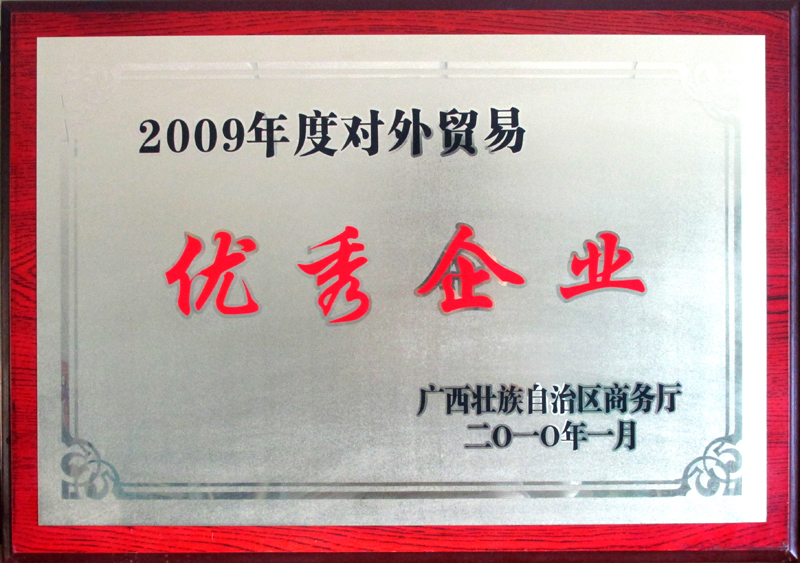 2009年度对外贸易
优秀企业
广西壮族自治区商务厅
二〇一〇年一月